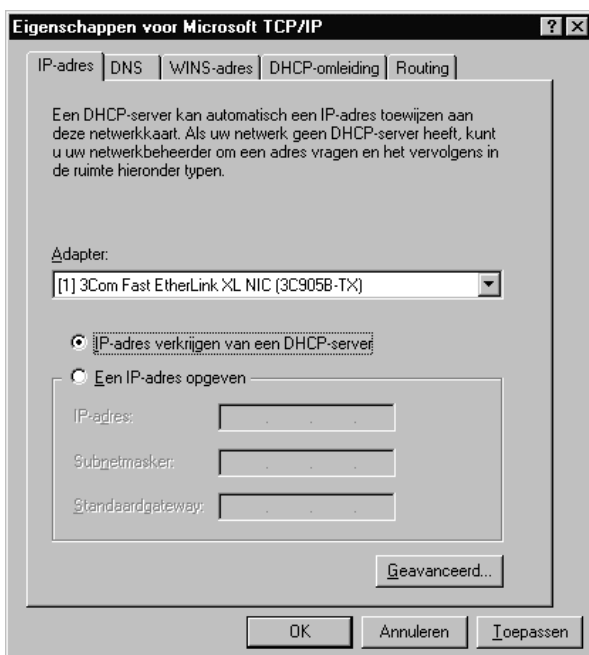 Eigenschappen voor Microsoft TCP/IP
IP-adres DNS WINS-adres DHCP-omleiding Routing
Een DHCP-server kan automatisch een IP-adres toewijzen aan
deze netwerkkaart. Als uw netwerk geen DHCP-server heeft, kunt
u uw netwerkbeheerder om een adres vragen en het vervolgens in
de ruimte hieronder typen.
Adapter:
[1] 3Com Fast EtherLink XL NIC (3C905B-TX)
IP-adres verkrijgen van een DHCP-server
Een IP-adres opgeven
IP-adres:
Subnetmasker:
Standaardgateway:
Geavanceerd...
OK Annuleren Toepassen